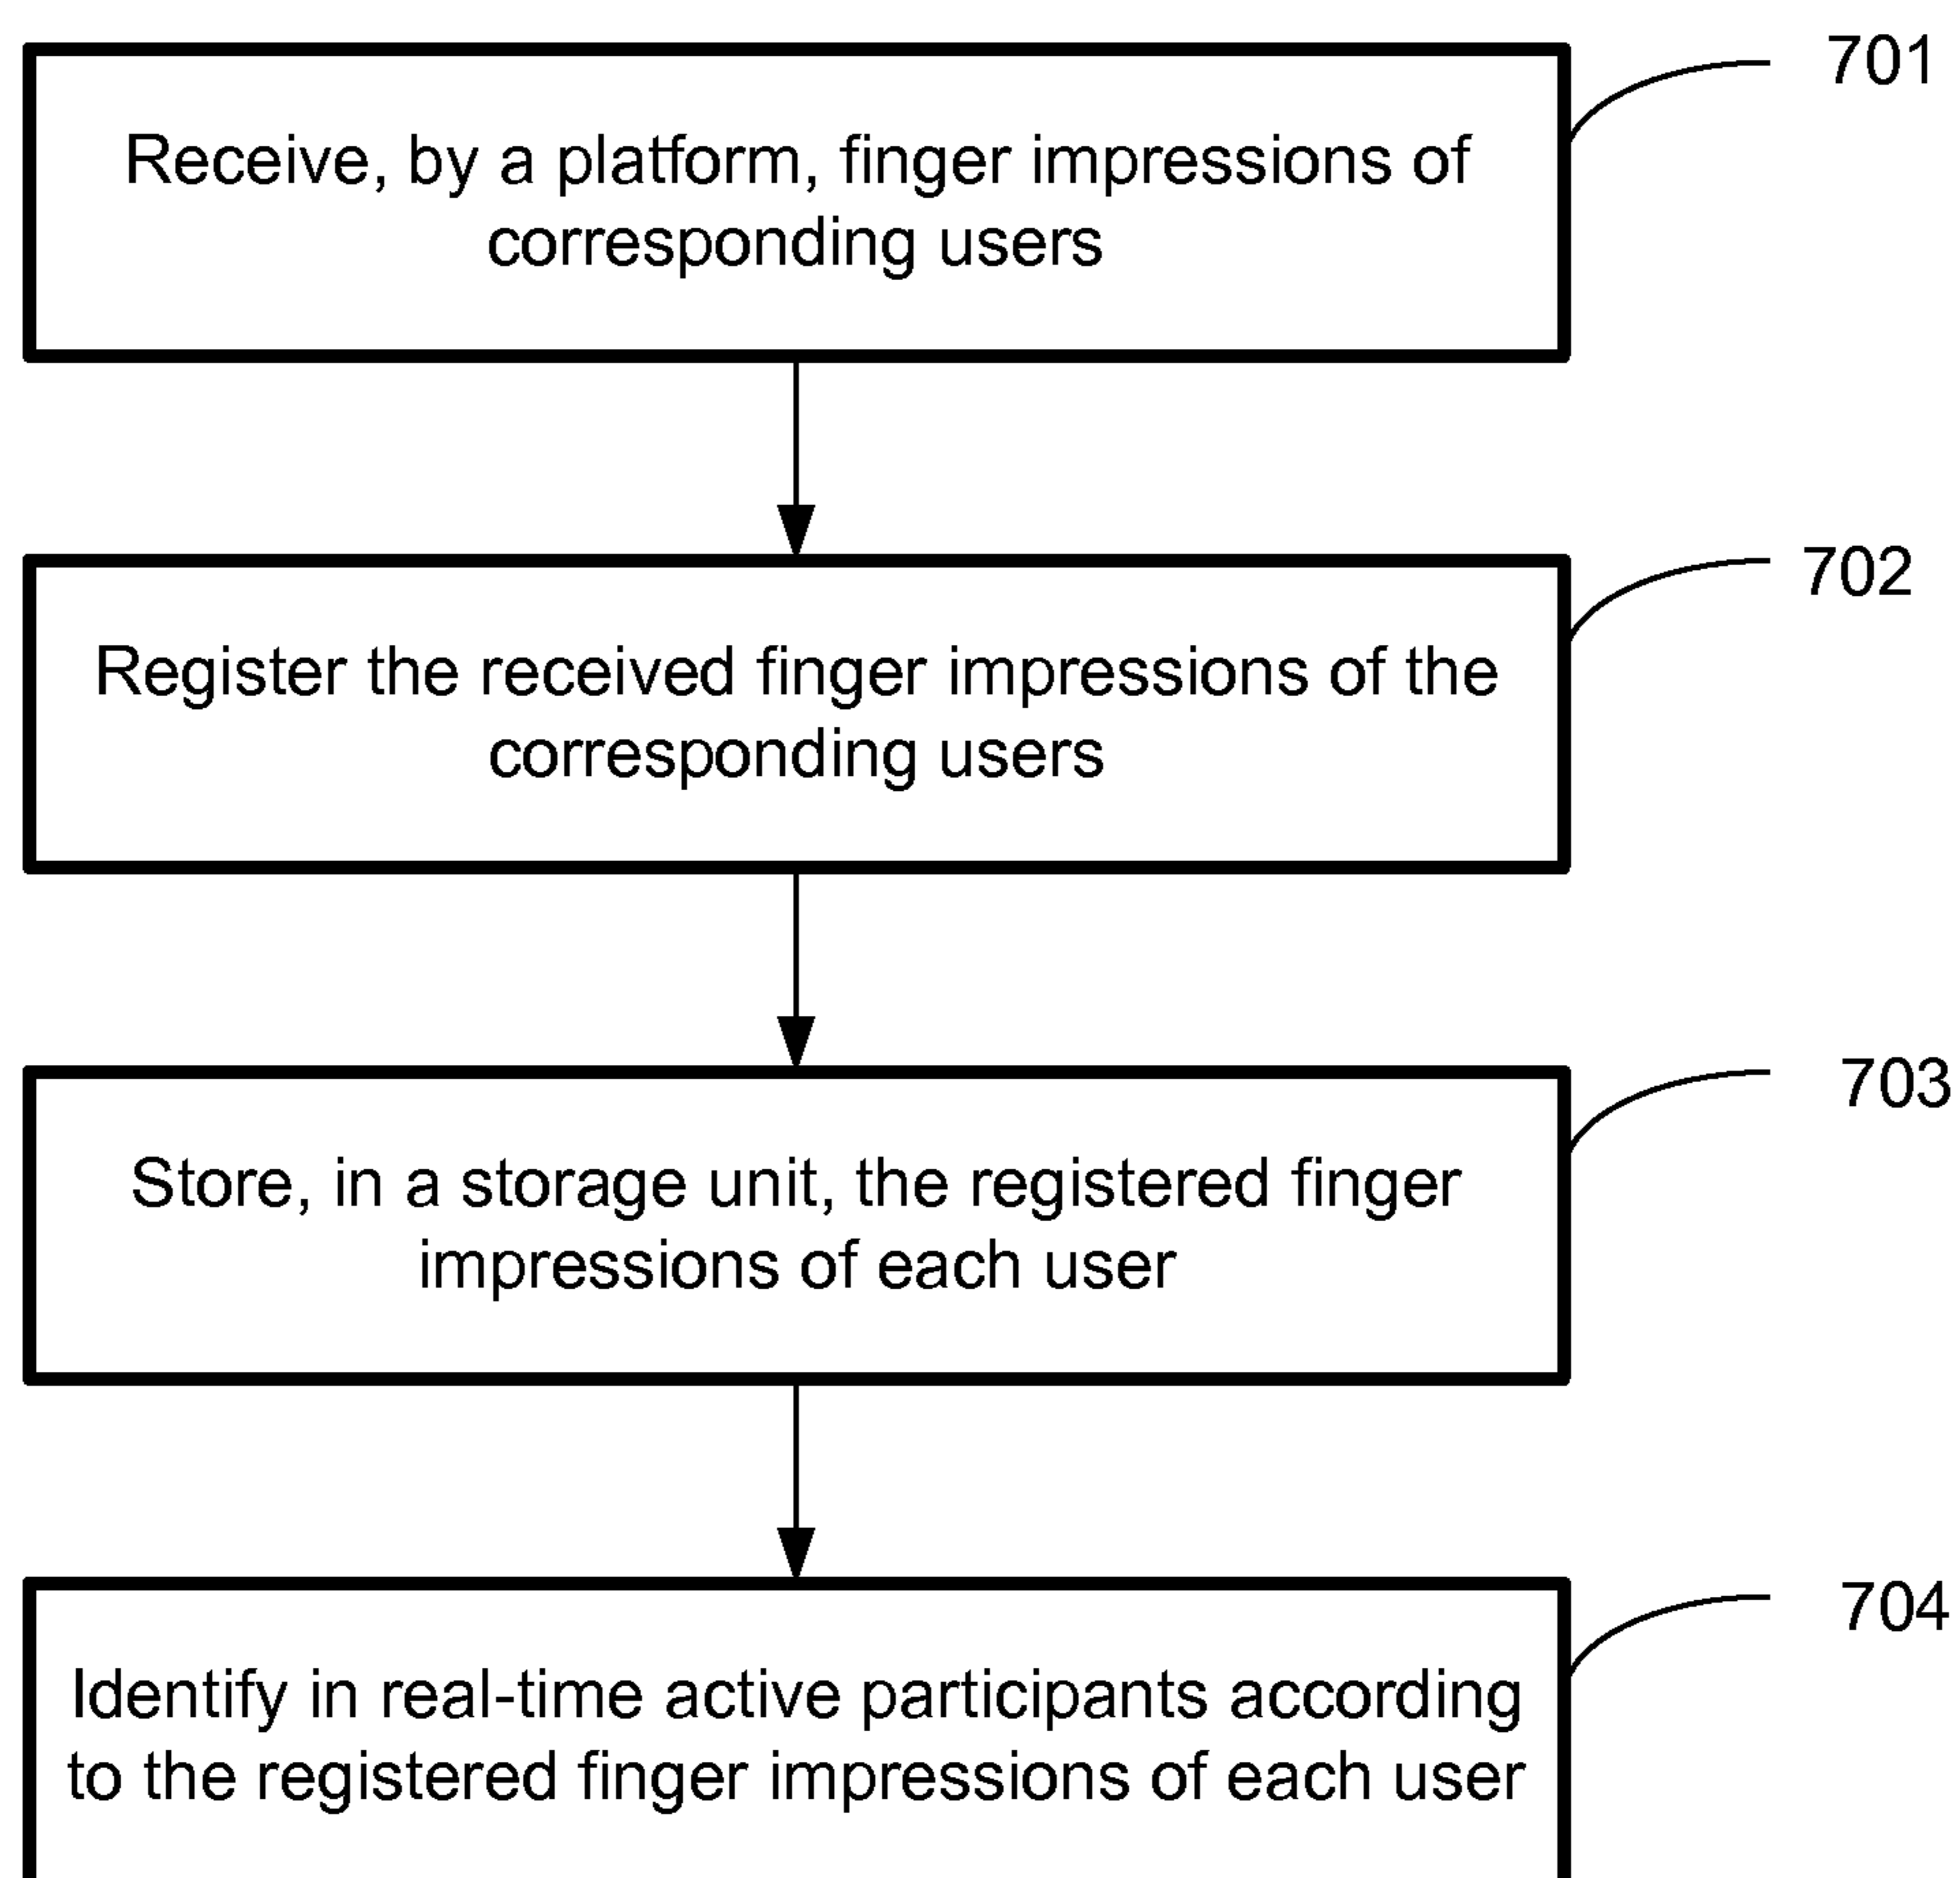 701
Receive, by a platform, finger impressions of
corresponding users
702
Register the received finger impressions of the
corresponding users
703
Store, in a storage unit, the registered finger
impressions of each user
704
Identify in real-time active participants according
to the registered finger impressions of each user